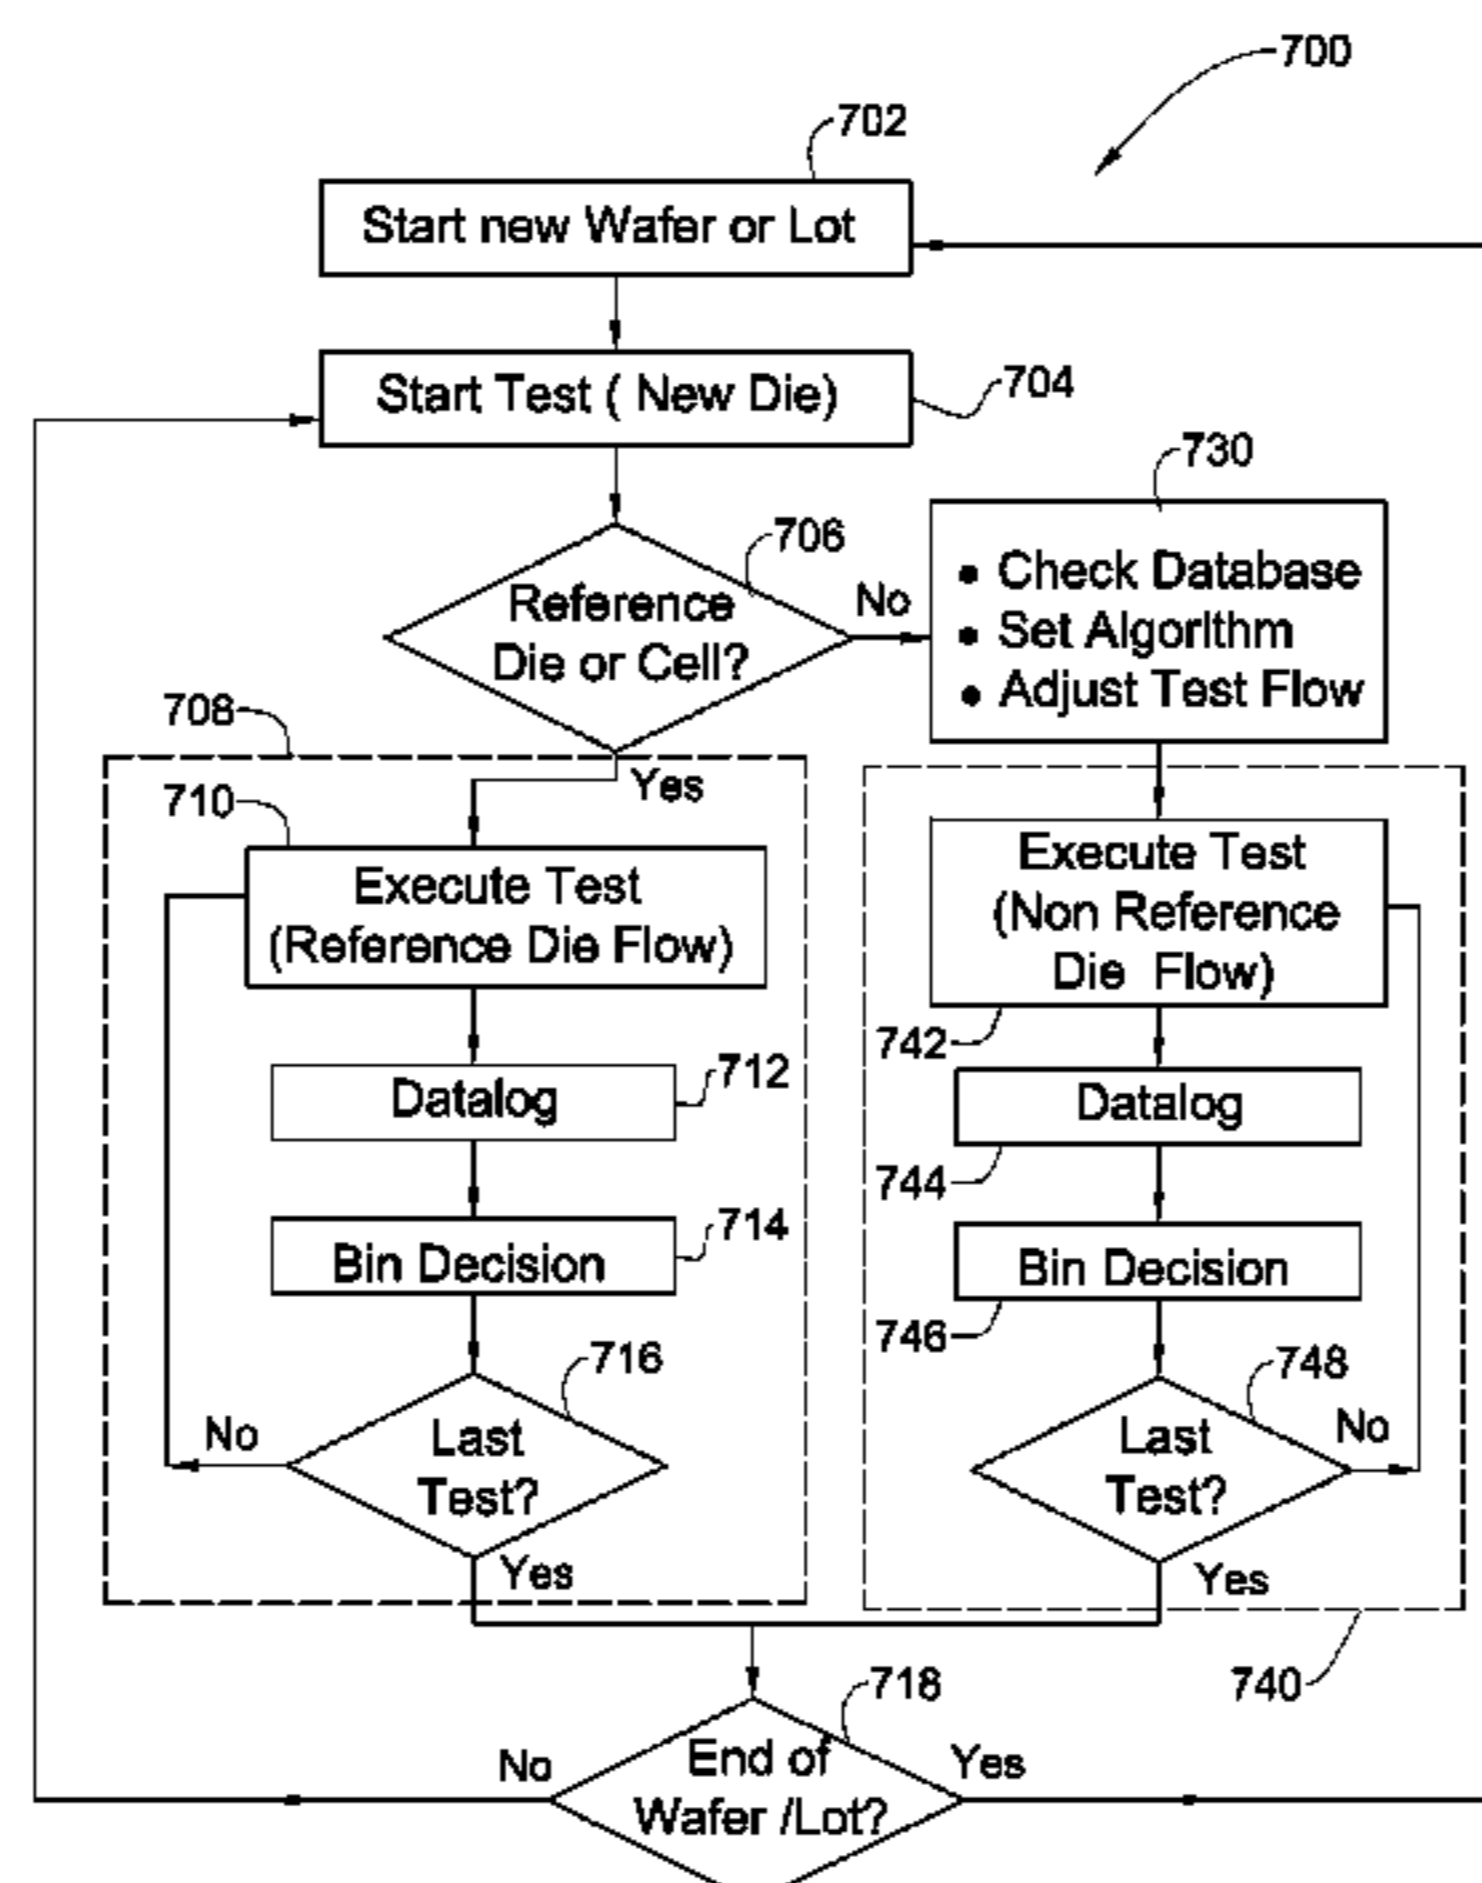 700
702
Start new Wafer or Lot
Start Test ( New Die)
704
730
706
Reference
Die or Cell?
No
• Check Database
• Set Algorithm
• Adjust Test Flow
708
Yes
710
Execute Test
(Reference Die Flow)
Execute Test
(Non Reference
Die Flow)
742
712
Datalog
Datalog
744
714
Bin Decision
Bin Decision
746
716
748
No
Last
Test?
Yes
Last
Test?
No
Yes
740
718
No
End of
Wafer /Lot?
Yes